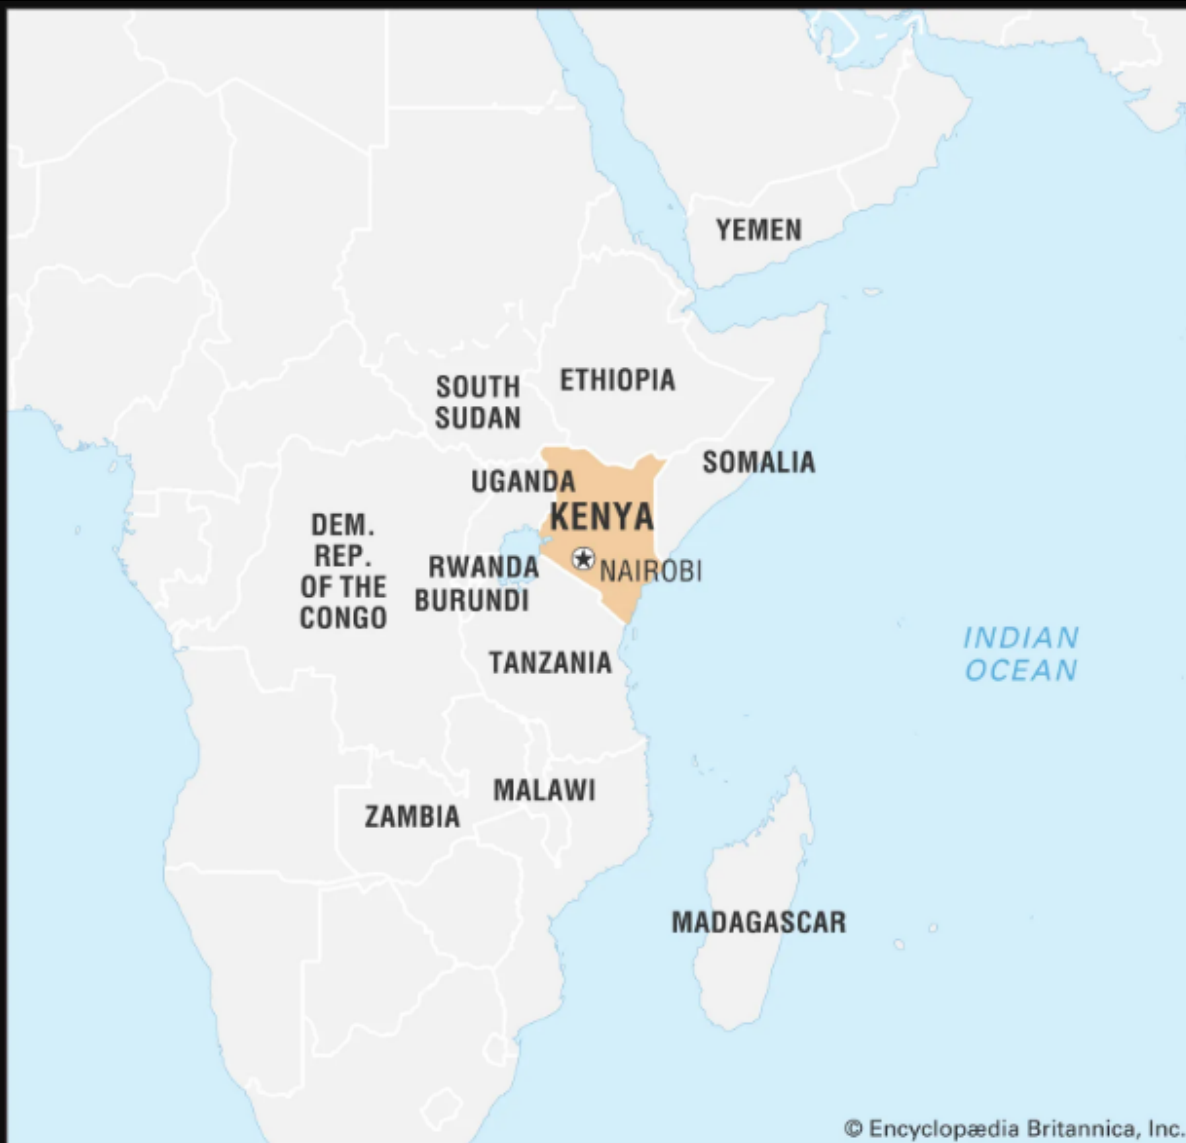 YEMEN
ETHIOPIA
SOUTH
SUDAN
SOMALIA
UGANDA
KENYA
DEM.
REP.
OF THE
CONGO
RWANDA
NAIROBI
BURUNDI
INDIAN
OCEAN
TANZANIA
MALAWI
ZAMBIA
MADAGASCAR
© Encyclopædia Britannica, Inc.